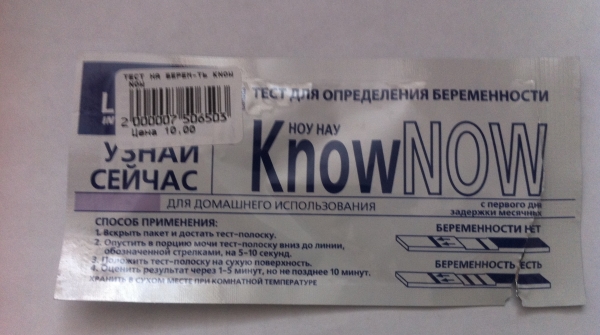 ТЕСТ НА БЕРЕМ-ТЬ KNOW
NOW
2 000007 506503
Цена 10.00
L
IN
ТЕСТ ДЛЯ ОПРЕДЕЛЕНИЯ БЕРЕМЕННОСТИ
УЗНАЙ
СЕЙЧАС
НОУ НАУ
KnowNOW
ДЛЯ ДОМАШНЕГО ИСПОЛЬЗОВАНИЯ
с первого дня
задержки месячных
СПОСОБ ПРИМЕНЕНИЯ:
1. Вскрыть пакет и достать тест-полоску.
2. Опустить в порцию мочи тест-полоску вниз до линии,
обозначенной стрелками, на 5-10 секунд.
3. Положить тест-полоску на сухую поверхность.
4. Оценить результат через 1-5 минут, но не позднее 10 минут.
ХРАНИТЬ В СУХОМ МЕСТЕ ПРИ КОМНАТНОЙ ТЕМПЕРАТУРЕ
БЕРЕМЕННОСТИ НЕТ
БЕРЕМЕННОСТЬ ЕСТЬ